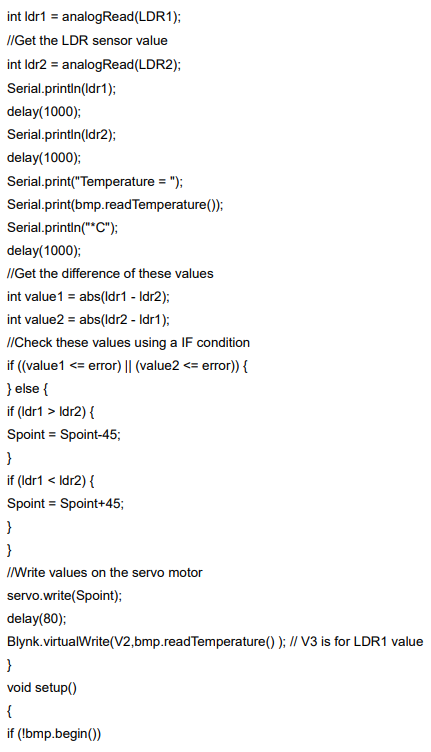 int ldr1 = analogRead(LDR1);
//Get the LDR sensor value
int ldr2 = analogRead(LDR2);
Serial.println(ldr1);
delay(1000);
Serial.println(ldr2);
delay(1000);
Serial.print("Temperature = ");
Serial.print(bmp.readTemperature());
Serial.println("*C");
delay(1000);
//Get the difference of these values
int value1 = abs(ldr1 - ldr2);
int value2 = abs(ldr2 - ldr1);
//Check these values using a IF condition
if ((value1 <= error) || (value2 <= error)) {
} else {
if (ldr1 > ldr2) {
Spoint = Spoint-45;
}
if (ldr1 < ldr2) {
Spoint = Spoint+45;
}
}
//Write values on the servo motor
servo.write(Spoint);
delay(80);
Blynk.virtualWrite(V2,bmp.readTemperature() ); // V3 is for LDR1 value
}
void setup()
{
if (!bmp.begin())